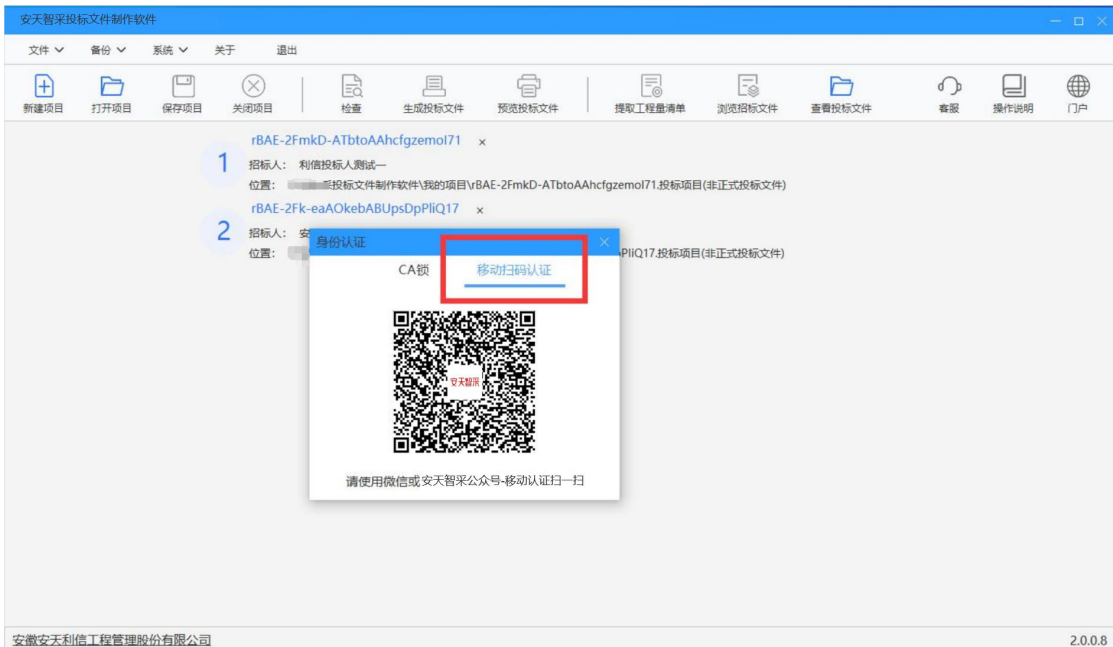 安天智采投标文件制作软件
文件 备份 系统 关于 退出
新建项目 打开项目 保存项目 关闭项目 检查 生成投标文件 预览投标文件 提取工程量清单 浏览招标文件 查看投标文件 客服 操作说明 门户
rBAE-2FmkD-ATbtoAAhcfgzemol71 ×
1 招标人： 利信投标人测试一
位置： 投标文件制作软件\我的项目\rBAE-2FmkD-ATbtoAAhcfgzemol71.投标项目(非正式投标文件)
rBAE-2Fk-eaAOkebABUpsDpPliQ17 ×
2 招标人： 安
位置： PliQ17.投标项目(非正式投标文件)
身份认证
CA锁 移动扫码认证
安天智采
请使用微信或安天智采公众号-移动认证扫一扫
安徽安天利信工程管理股份有限公司 2.0.0.8